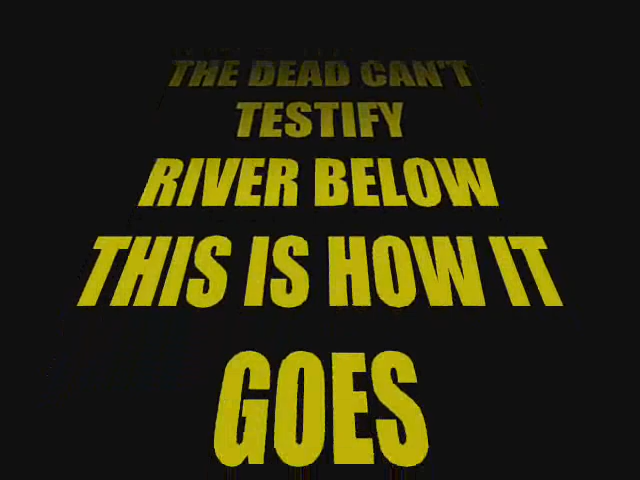 THE DEAD CAN'T
TESTIFY
RIVER BELOW
THIS IS HOW IT
GOES